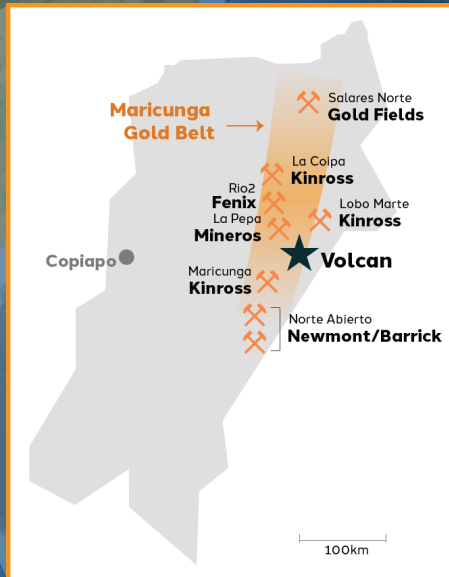 Maricunga
Gold Belt
Salares Norte
Gold Fields
La Coipa
Kinross
Rio2
Fenix
Lobo Marte
Kinross
La Pepa
Mineros
Copiapo
Volcan
Maricunga
Kinross
Norte Abierto
Newmont/Barrick
100km